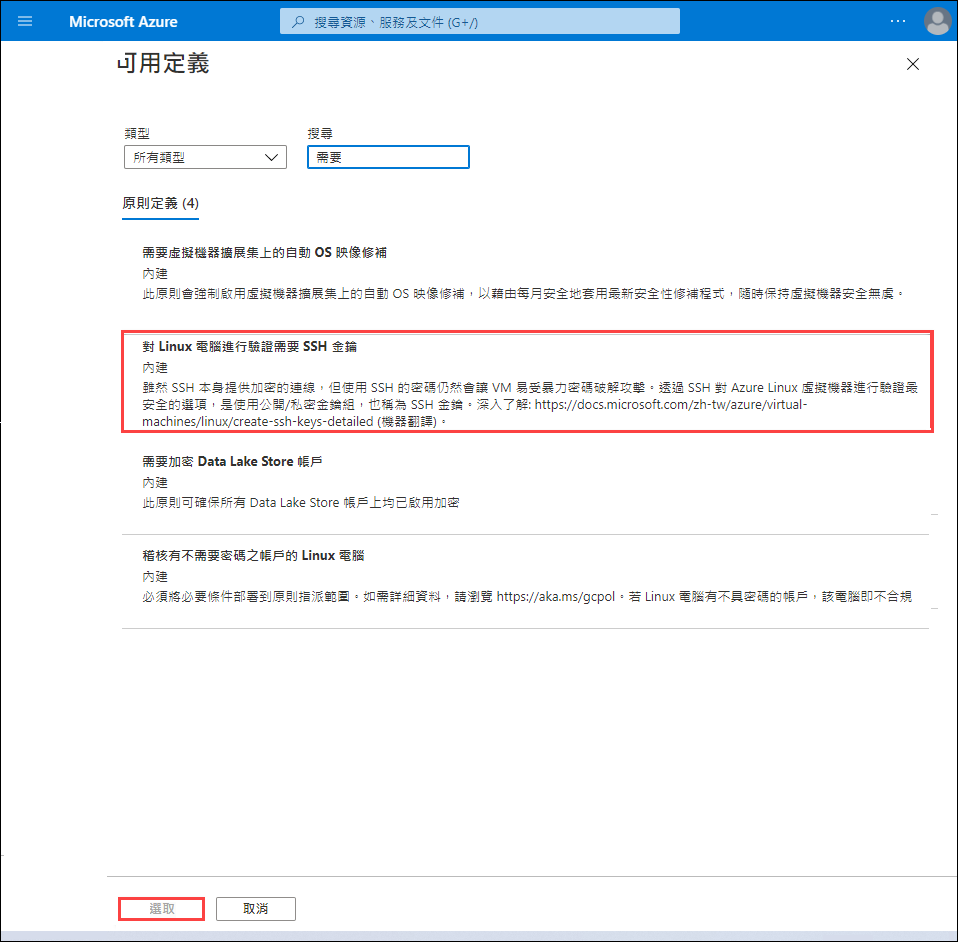 Microsoft Azure
搜尋資源、服務及文件 (G+/)
可用定義
類型
搜尋
所有類型
需要
原則定義 (4)
需要虛擬機器擴展集上的自動 OS 映像修補
內建
此原則會強制啟用虛擬機器擴展集上的自動 OS 映像修補，以藉由每月安全地套用最新安全性修補程式，隨時保持虛擬機器安全無虞。
對 Linux 電腦進行驗證需要 SSH 金鑰
內建
雖然 SSH 本身提供加密的連線，但使用 SSH 的密碼仍然會讓 VM 易受暴力密碼破解攻擊。透過 SSH 對 Azure Linux 虛擬機器進行驗證最
安全的選項，是使用公開/私密金鑰組，也稱為 SSH 金鑰。深入了解: https://docs.microsoft.com/zh-tw/azure/virtual-
machines/linux/create-ssh-keys-detailed (機器翻譯)。
需要加密 Data Lake Store 帳戶
內建
此原則可確保所有 Data Lake Store 帳戶上均已啟用加密
稽核有不需要密碼之帳戶的 Linux 電腦
內建
必須將必要條件部署到原則指派範圍。如需詳細資料，請瀏覽 https://aka.ms/gcpol。若 Linux 電腦有不具密碼的帳戶，該電腦即不合規
選取
取消